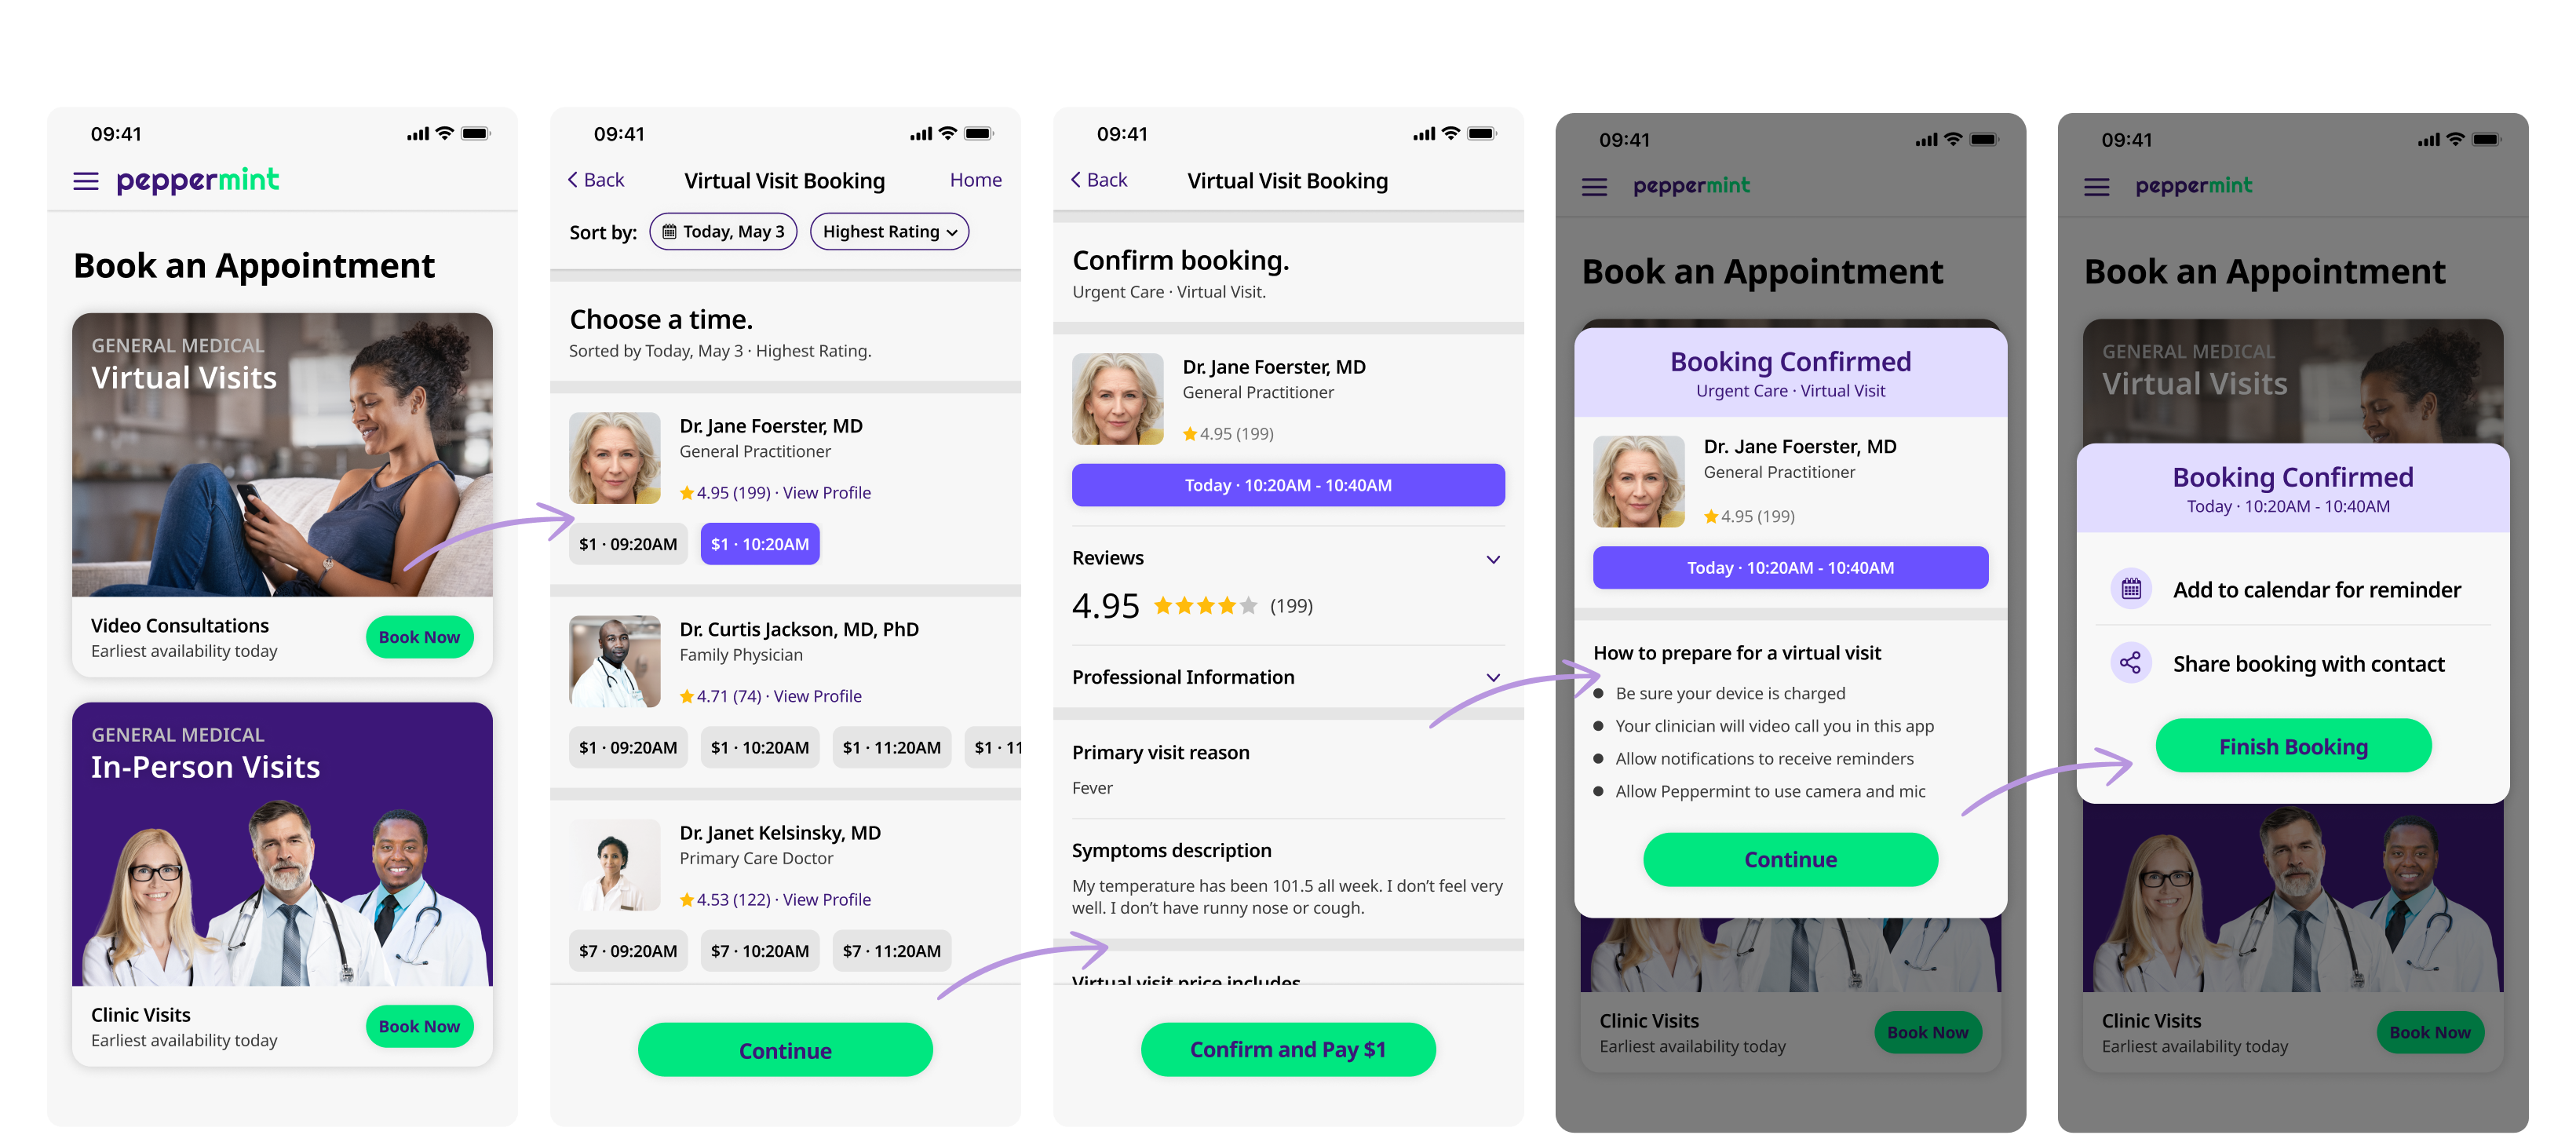 09:41
peppermint
Book an Appointment
GENERAL MEDICAL
Virtual Visits
Video Consultations
Earliest availability today
Book Now
GENERAL MEDICAL
In-Person Visits
Clinic Visits
Earliest availability today
Book Now
09:41
Back
Virtual Visit Booking
Home
Sort by:
Today, May 3
Highest Rating
Choose a time.
Sorted by Today, May 3 · Highest Rating.
Dr. Jane Foerster, MD
General Practitioner
4.95 (199) · View Profile
$1 · 09:20AM
$1 · 10:20AM
Dr. Curtis Jackson, MD, PhD
Family Physician
4.71 (74) · View Profile
$1 · 09:20AM
$1 · 10:20AM
$1 · 11:20AM
$1 · 11
Dr. Janet Kelsinsky, MD
Primary Care Doctor
4.53 (122) · View Profile
$7 · 09:20AM
$7 · 10:20AM
$7 · 11:20AM
Continue
09:41
Back
Virtual Visit Booking
Confirm booking.
Urgent Care · Virtual Visit.
Dr. Jane Foerster, MD
General Practitioner
4.95 (199)
Today · 10:20AM - 10:40AM
Reviews
4.95
(199)
Professional Information
Primary visit reason
Fever
Symptoms description
My temperature has been 101.5 all week. I don’t feel very
well. I don’t have runny nose or cough.
Virtual visit price includes
Confirm and Pay $1
09:41
peppermint
Book an Appointment
Booking Confirmed
Urgent Care · Virtual Visit
Dr. Jane Foerster, MD
General Practitioner
4.95 (199)
Today · 10:20AM - 10:40AM
How to prepare for a virtual visit
Be sure your device is charged
Your clinician will video call you in this app
Allow notifications to receive reminders
Allow Peppermint to use camera and mic
Continue
Clinic Visits
Earliest availability today
Book Now
09:41
peppermint
Book an Appointment
GENERAL MEDICAL
Virtual Visits
Booking Confirmed
Today · 10:20AM - 10:40AM
Add to calendar for reminder
Share booking with contact
Finish Booking
Clinic Visits
Earliest availability today
Book Now